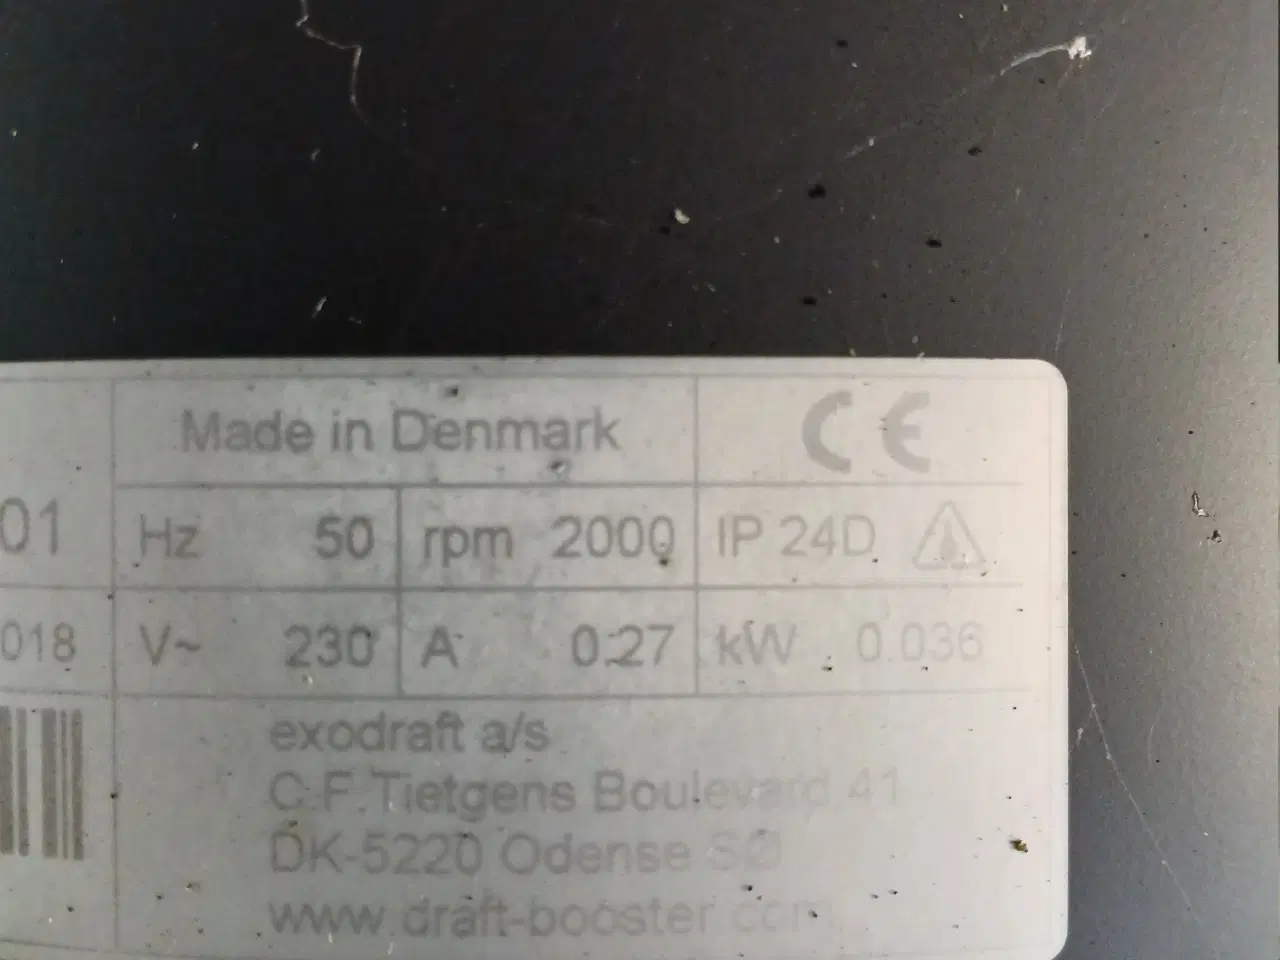 Made in Denmark CE
01 Hz 50 rpm 2000 IP 24D
018 V~ 230 A 0.27 kW 0.036
exodraft a/s
C.F.Tietgens Boulevard 41
DK-5220 Odense SØ
www.draft-booster.com